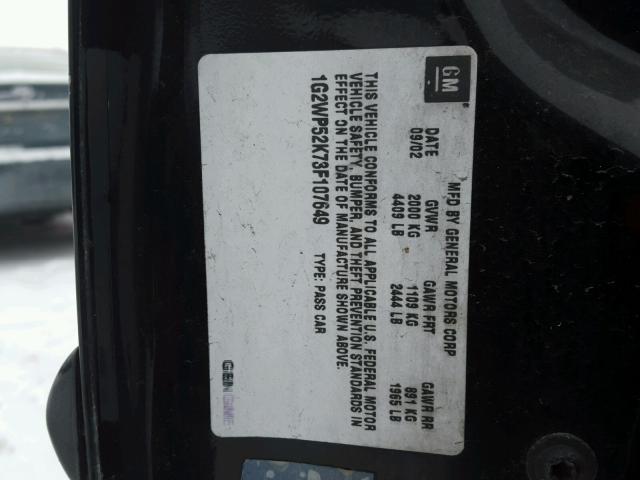 GM
MFD BY GENERAL MOTORS CORP
DATE GVWR GAWR FRT GAWR RR
09/02 2000 KG 1109 KG 891 KG
4409 LB 2444 LB 1965 LB
THIS VEHICLE CONFORMS TO ALL APPLICABLE U.S. FEDERAL MOTOR
VEHICLE SAFETY, BUMPER, AND THEFT PREVENTION STANDARDS IN
EFFECT ON THE DATE OF MANUFACTURE SHOWN ABOVE.
1G2WP52K73F107649 TYPE: PASS CAR